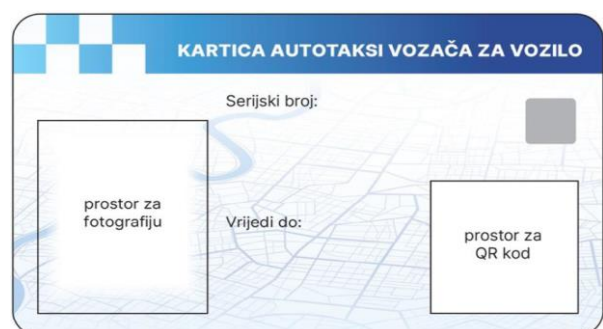 KARTICA AUTOTAKSI VOZAČA ZA VOZILO
Serijski broj:
prostor za
fotografiju
Vrijedi do:
prostor za
QR kod